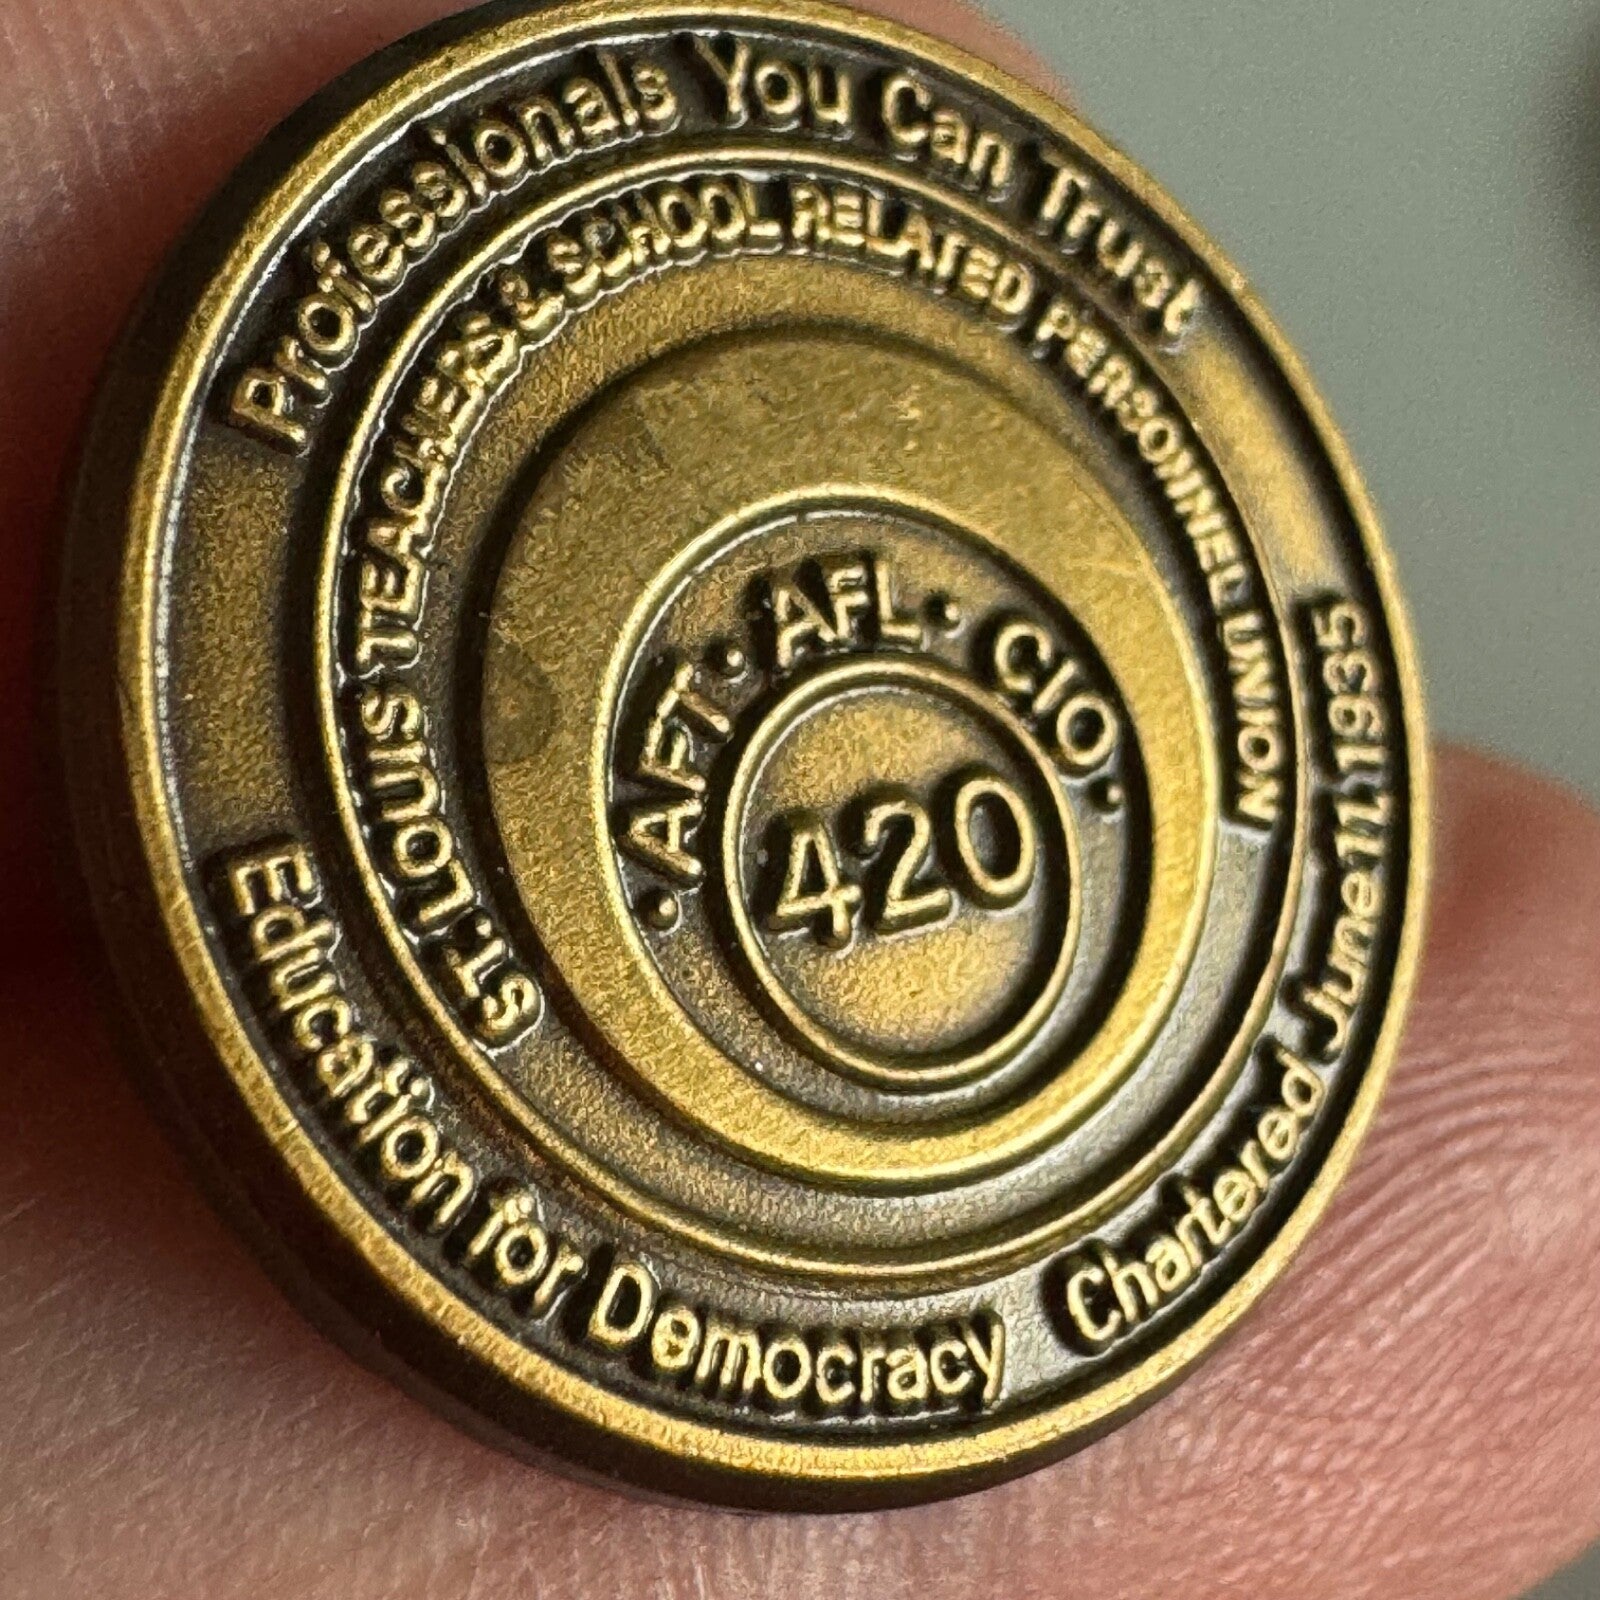 Professionals You Can Trust
ST. LOUIS TEACHERS & SCHOOL RELATED PERSONNEL UNION
• AFT • AFL • CIO •
420
Education for Democracy
Chartered June 11, 1935